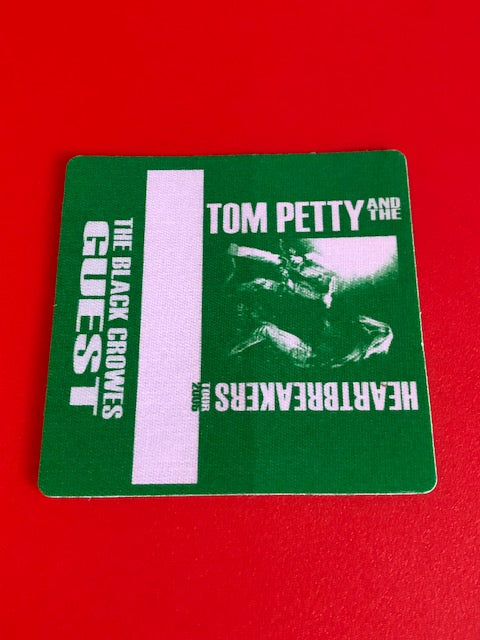 TOM PETTY AND THE
HEARTBREAKERS
TOUR
2005
THE BLACK CROWES
GUEST